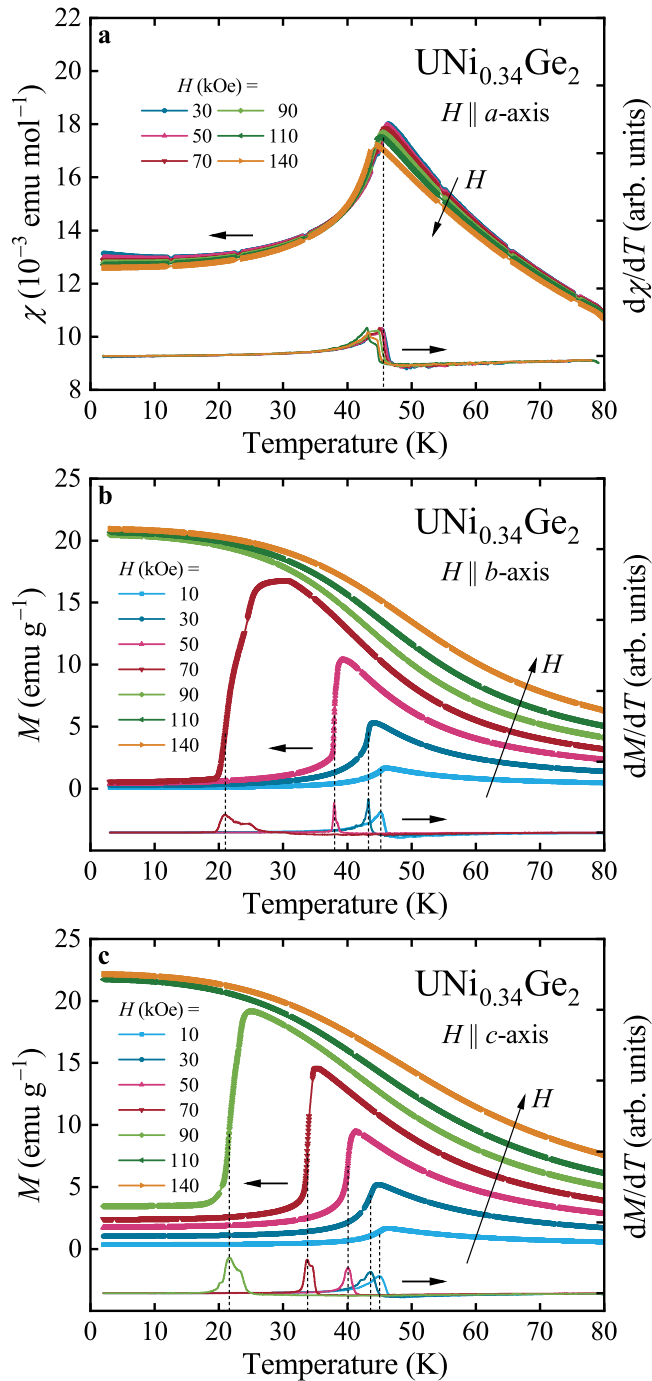 a
UNi0.34Ge2
H || a-axis
H (kOe) =
30 90
50 110
70 140
H
22
20
18
16
14
12
10
8
χ (10−3 emu mol−1)
dχ/dT (arb. units)
0 10 20 30 40 50 60 70 80
Temperature (K)
b
UNi0.34Ge2
H || b-axis
H (kOe) =
10
30
50
70
90
110
140
H
25
20
15
10
5
0
M (emu g−1)
dM/dT (arb. units)
0 10 20 30 40 50 60 70 80
Temperature (K)
c
UNi0.34Ge2
H || c-axis
H (kOe) =
10
30
50
70
90
110
140
H
25
20
15
10
5
0
M (emu g−1)
dM/dT (arb. units)
0 10 20 30 40 50 60 70 80
Temperature (K)